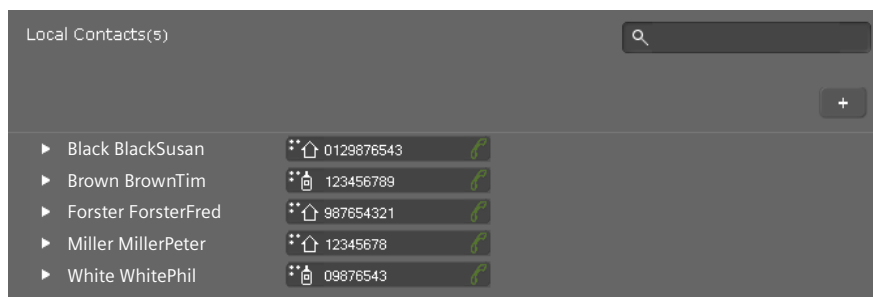 Local Contacts(5)
+
Black BlackSusan 0129876543
Brown BrownTim 123456789
Forster ForsterFred 987654321
Miller MillerPeter 12345678
White WhitePhil 09876543